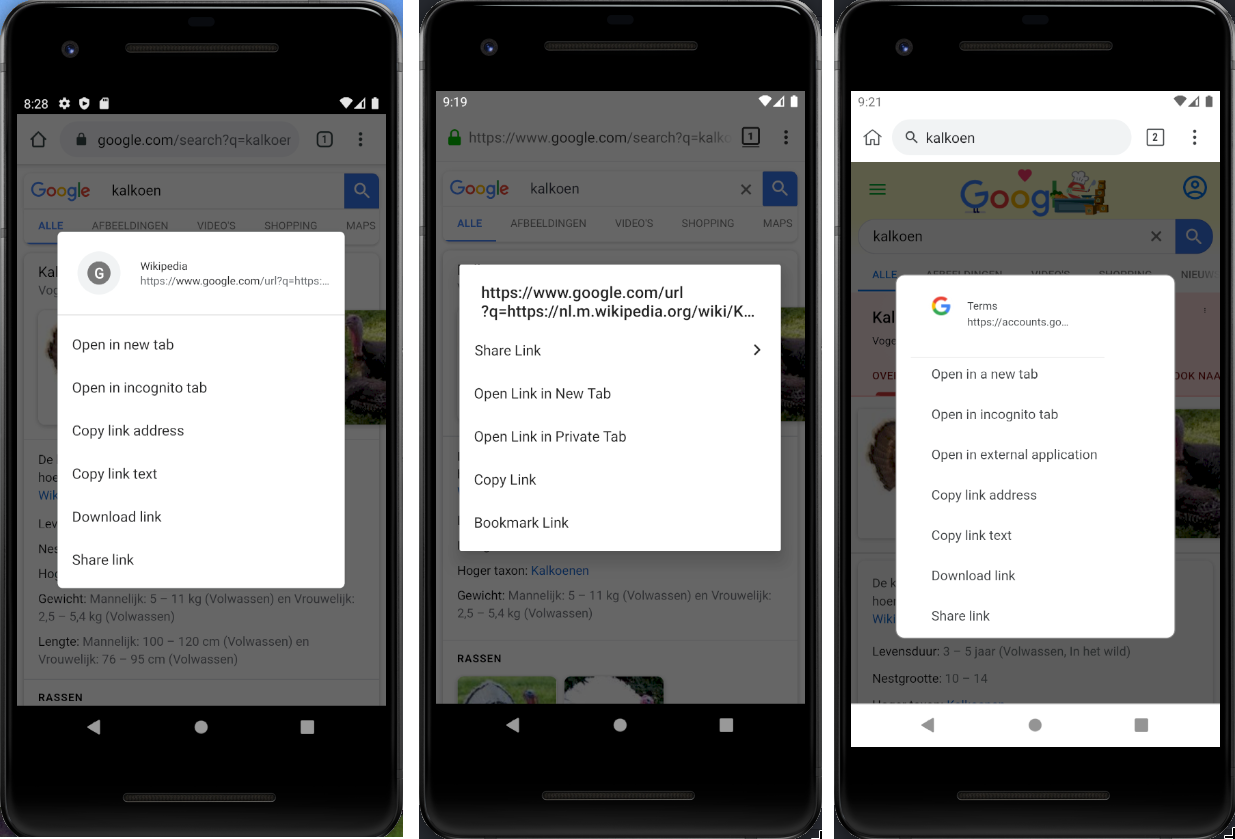 8:28
google.com/search?q=kalkoer
1
Google
kalkoen
ALLE
AFBEELDINGEN
VIDEO'S
SHOPPING
MAPS
Kal
Vog
G
Wikipedia
https://www.google.com/url?q=https:...
Open in new tab
Open in incognito tab
Copy link address
Copy link text
Download link
Share link
De
hoe
Wik
Lev
Nes
Hog
Gewicht: Mannelijk: 5 – 11 kg (Volwassen) en Vrouwelijk:
2,5 – 5,4 kg (Volwassen)
Lengte: Mannelijk: 100 – 120 cm (Volwassen) en
Vrouwelijk: 76 – 95 cm (Volwassen)
RASSEN
9:19
https://www.google.com/search?q=kalko
1
Google
kalkoen
ALLE
AFBEELDINGEN
VIDEO'S
SHOPPING
MAPS
https://www.google.com/url
?q=https://nl.m.wikipedia.org/wiki/K...
Share Link
Open Link in New Tab
Open Link in Private Tab
Copy Link
Bookmark Link
Hoger taxon: Kalkoenen
Gewicht: Mannelijk: 5 – 11 kg (Volwassen) en Vrouwelijk:
2,5 – 5,4 kg (Volwassen)
RASSEN
9:21
kalkoen
2
Goog
kalkoen
ALLE
AFBEELDINGEN
VIDEO'S
SHOPPING
NIEUW
Kal
Voge
OVE
OOK NAA
Terms
https://accounts.go...
Open in a new tab
Open in incognito tab
Open in external application
Copy link address
Copy link text
Download link
Share link
De k
hoer
Wiki
Levensduur: 3 – 5 jaar (Volwassen, In het wild)
Nestgrootte: 10 – 14